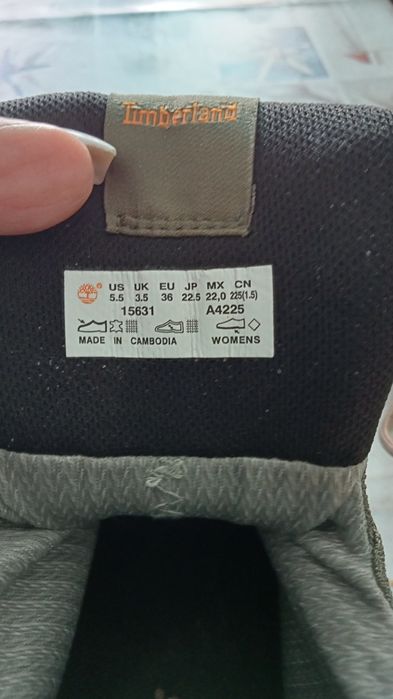 Timberland
US UK EU JP MX CN
5.5 3.5 36 22.5 22,0 225(1.5)
15631 A4225
MADE IN CAMBODIA WOMENS